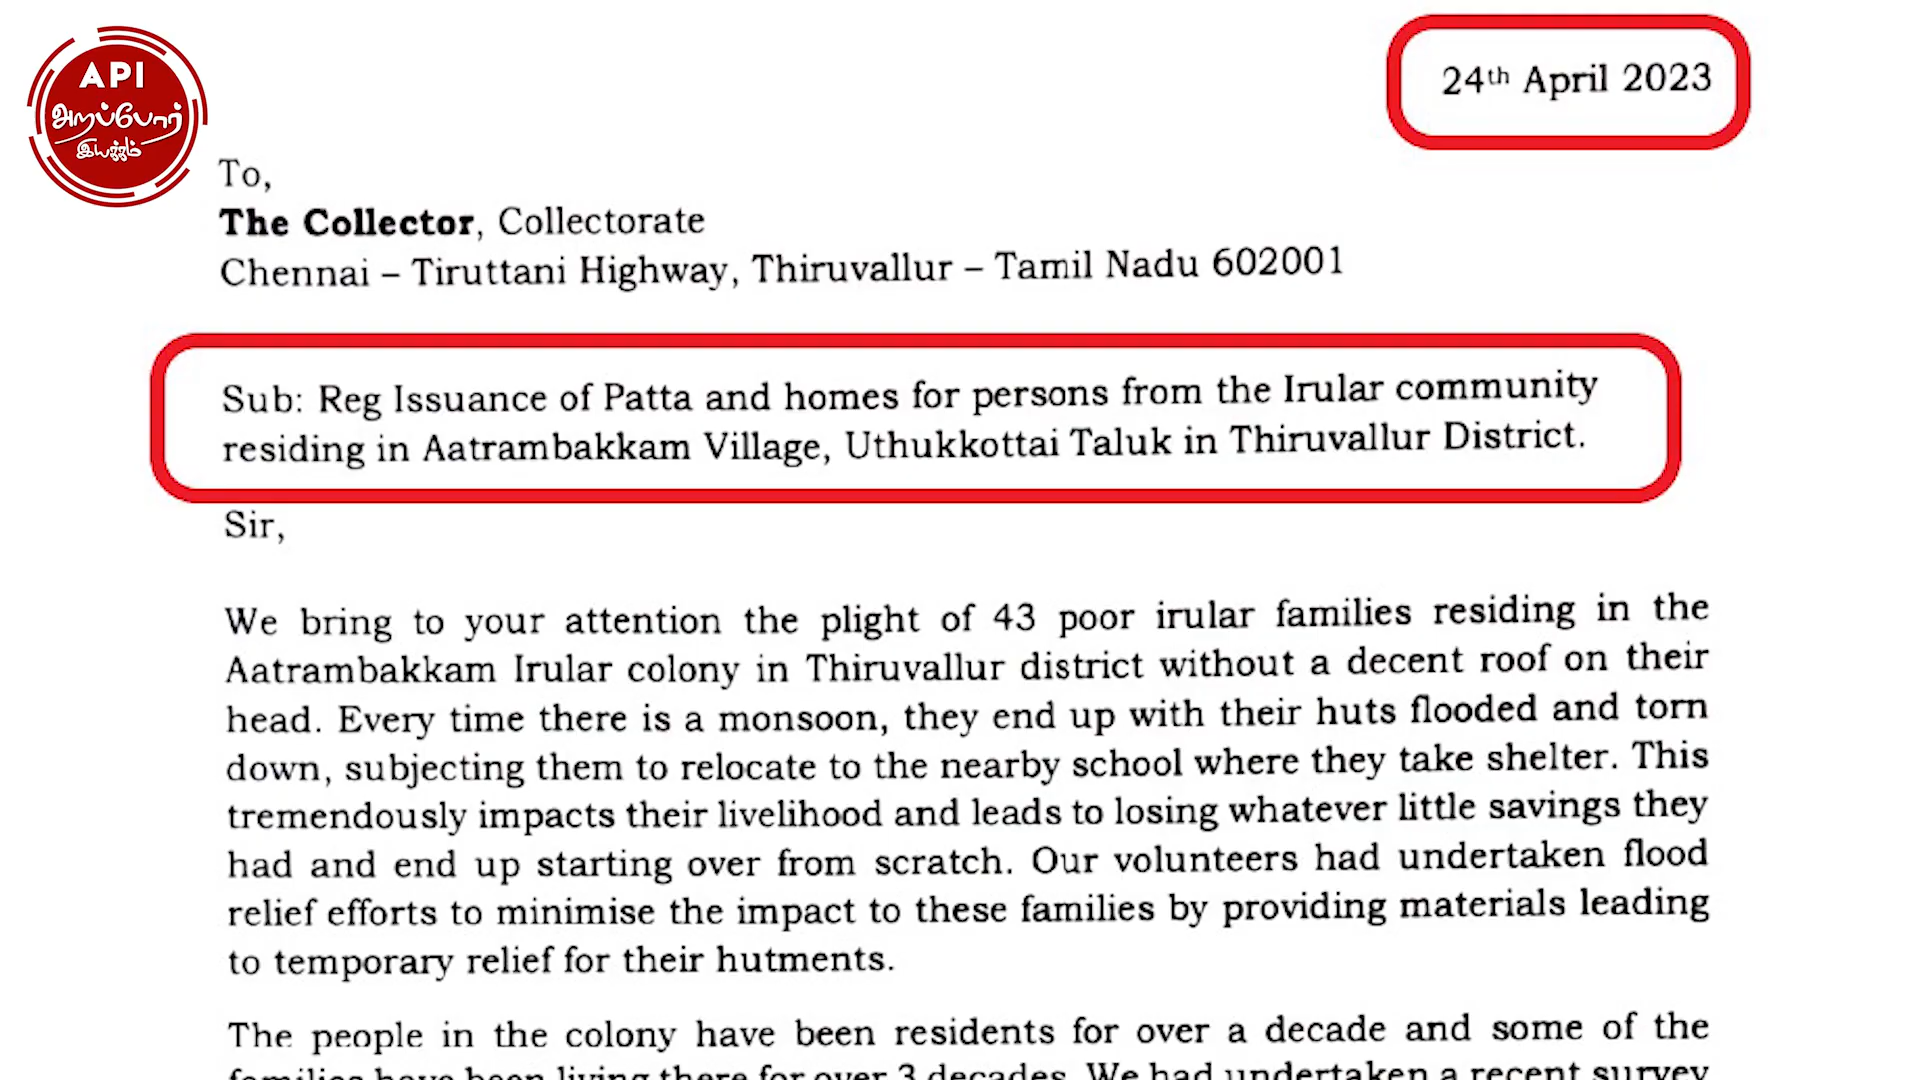 API
அறப்போர்
இயக்கம்
24th April 2023
To,
The Collector, Collectorate
Chennai – Tiruttani Highway, Thiruvallur – Tamil Nadu 602001
Sub: Reg Issuance of Patta and homes for persons from the Irular community
residing in Aatrambakkam Village, Uthukkottai Taluk in Thiruvallur District.
Sir,
We bring to your attention the plight of 43 poor irular families residing in the
Aatrambakkam Irular colony in Thiruvallur district without a decent roof on their
head. Every time there is a monsoon, they end up with their huts flooded and torn
down, subjecting them to relocate to the nearby school where they take shelter. This
tremendously impacts their livelihood and leads to losing whatever little savings they
had and end up starting over from scratch. Our volunteers had undertaken flood
relief efforts to minimise the impact to these families by providing materials leading
to temporary relief for their hutments.
The people in the colony have been residents for over a decade and some of the
families have been living there for over 3 decades. We had undertaken a recent survey